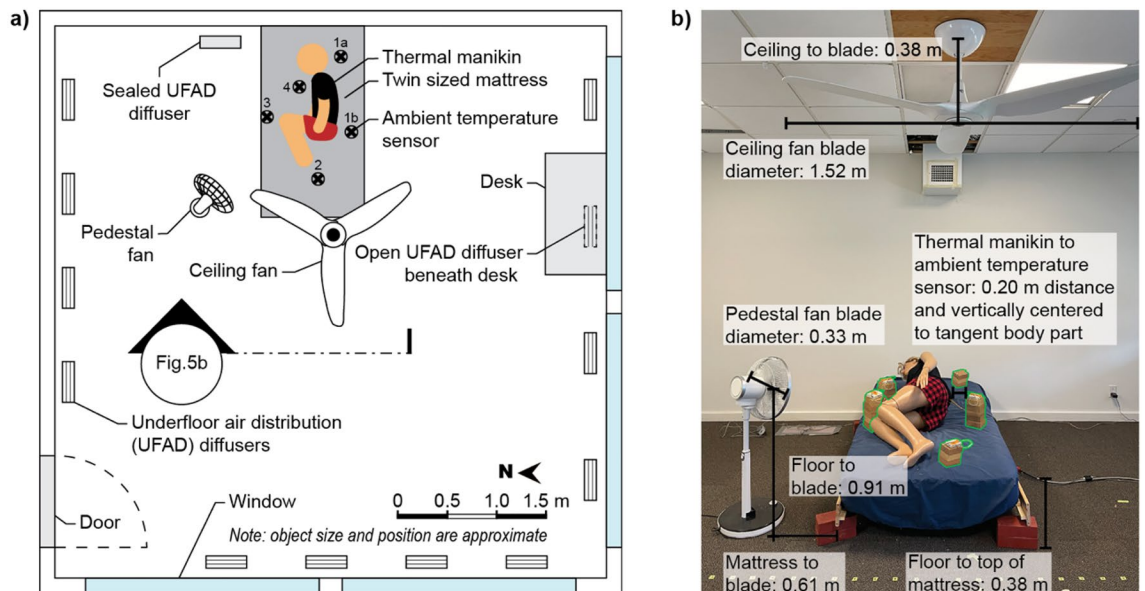 a)
1a
Thermal manikin
Twin sized mattress
Sealed UFAD
diffuser
4
3
1b
Ambient temperature
sensor
2
Desk
Pedestal
fan
Ceiling fan
Open UFAD diffuser
beneath desk
Fig.5b
Underfloor air distribution
(UFAD) diffusers
N
Window
0 0.5 1.0 1.5 m
Door
Note: object size and position are approximate
b)
Ceiling to blade: 0.38 m
Ceiling fan blade
diameter: 1.52 m
Thermal manikin to
ambient temperature
sensor: 0.20 m distance
and vertically centered
to tangent body part
Pedestal fan blade
diameter: 0.33 m
Floor to
blade: 0.91 m
Mattress to
blade: 0.61 m
Floor to top of
mattress: 0.38 m